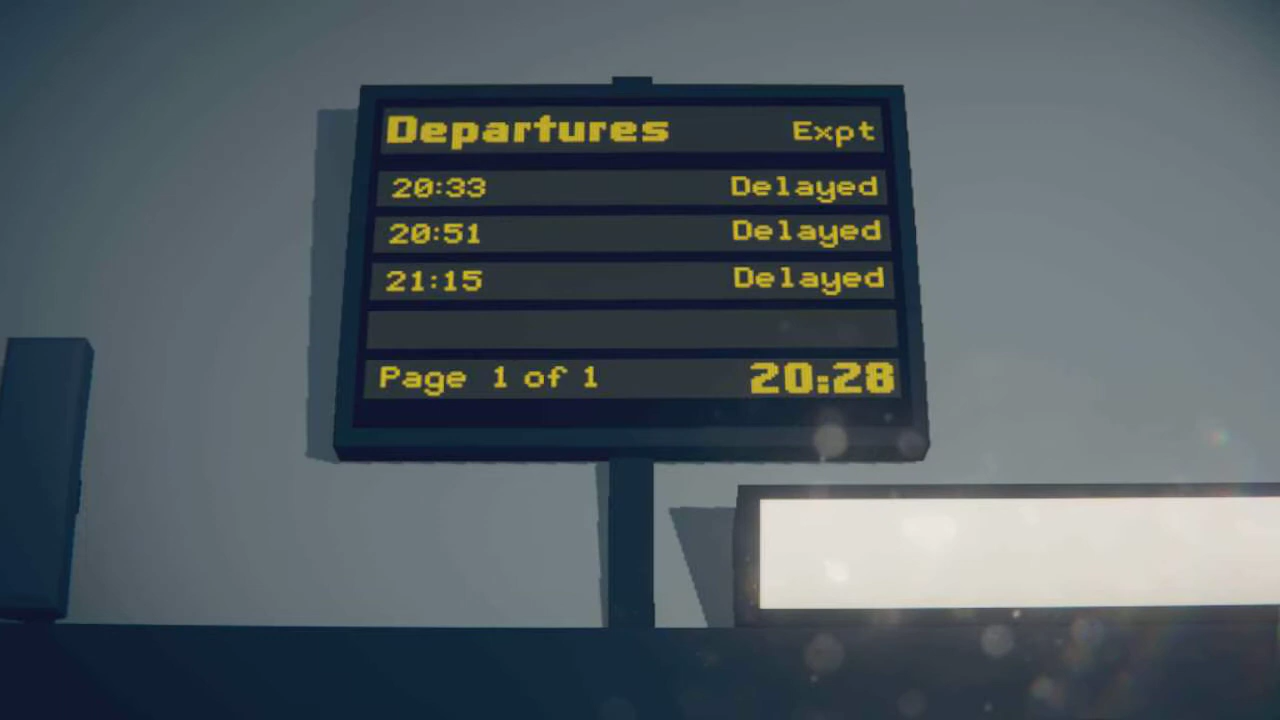 Departures Expt
20:33 Delayed
20:51 Delayed
21:15 Delayed
Page 1 of 1 20:28